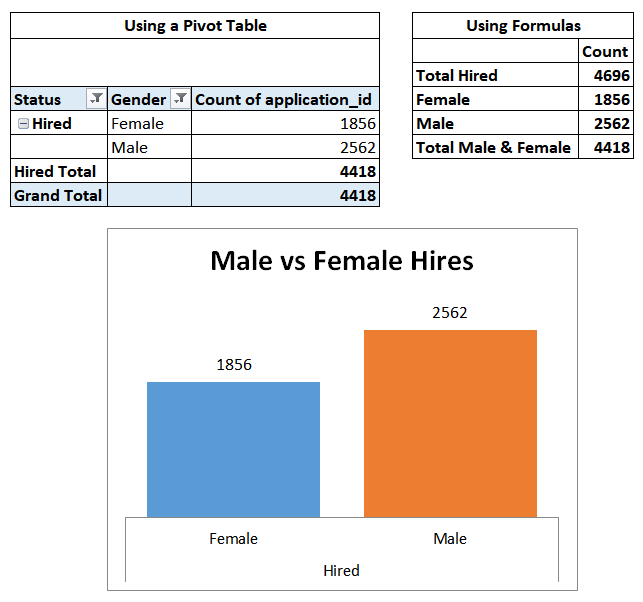 Using a Pivot Table
Status Gender Count of application_id
Hired Female 1856
Male 2562
Hired Total 4418
Grand Total 4418
Using Formulas
Count
Total Hired 4696
Female 1856
Male 2562
Total Male & Female 4418
Male vs Female Hires
2562
1856
Female Male
Hired